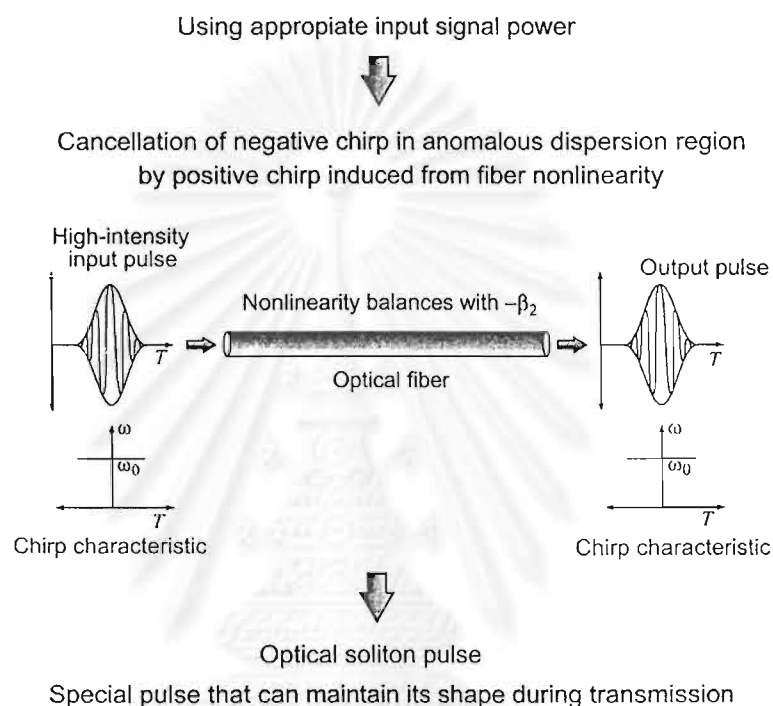 Using appropiate input signal power
Cancellation of negative chirp in anomalous dispersion region
by positive chirp induced from fiber nonlinearity
High-intensity
input pulse
Output pulse
Nonlinearity balances with –β₂
T
T
Optical fiber
ω
ω₀
T
ω
ω₀
T
Chirp characteristic
Chirp characteristic
Optical soliton pulse
Special pulse that can maintain its shape during transmission